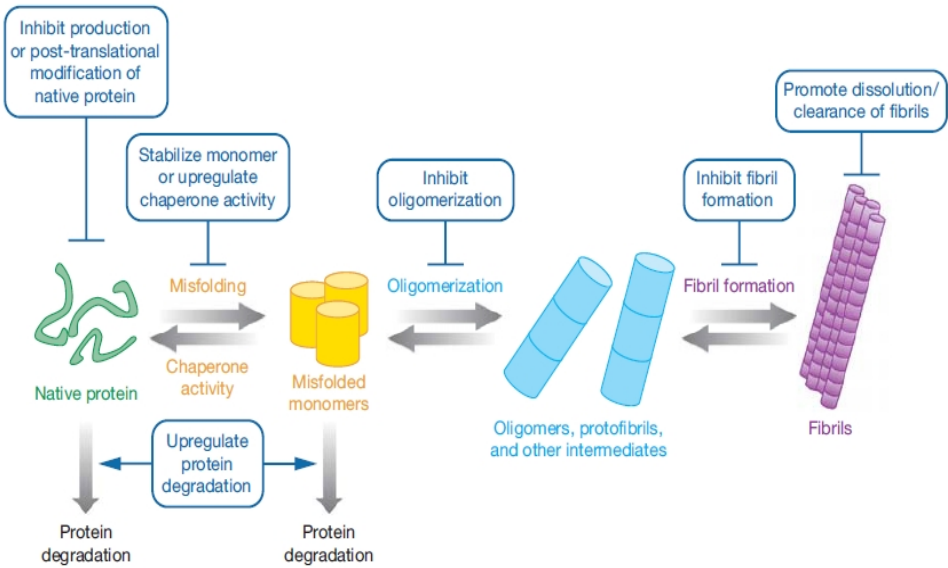 Inhibit production
or post-translational
modification of
native protein
Promote dissolution/
clearance of fibrils
Stabilize monomer
or upregulate
chaperone activity
Inhibit
oligomerization
Inhibit fibril
formation
Misfolding
Oligomerization
Fibril formation
Chaperone
activity
Native protein
Misfolded
monomers
Oligomers, protofibrils,
and other intermediates
Fibrils
Upregulate
protein
degradation
Protein
degradation
Protein
degradation